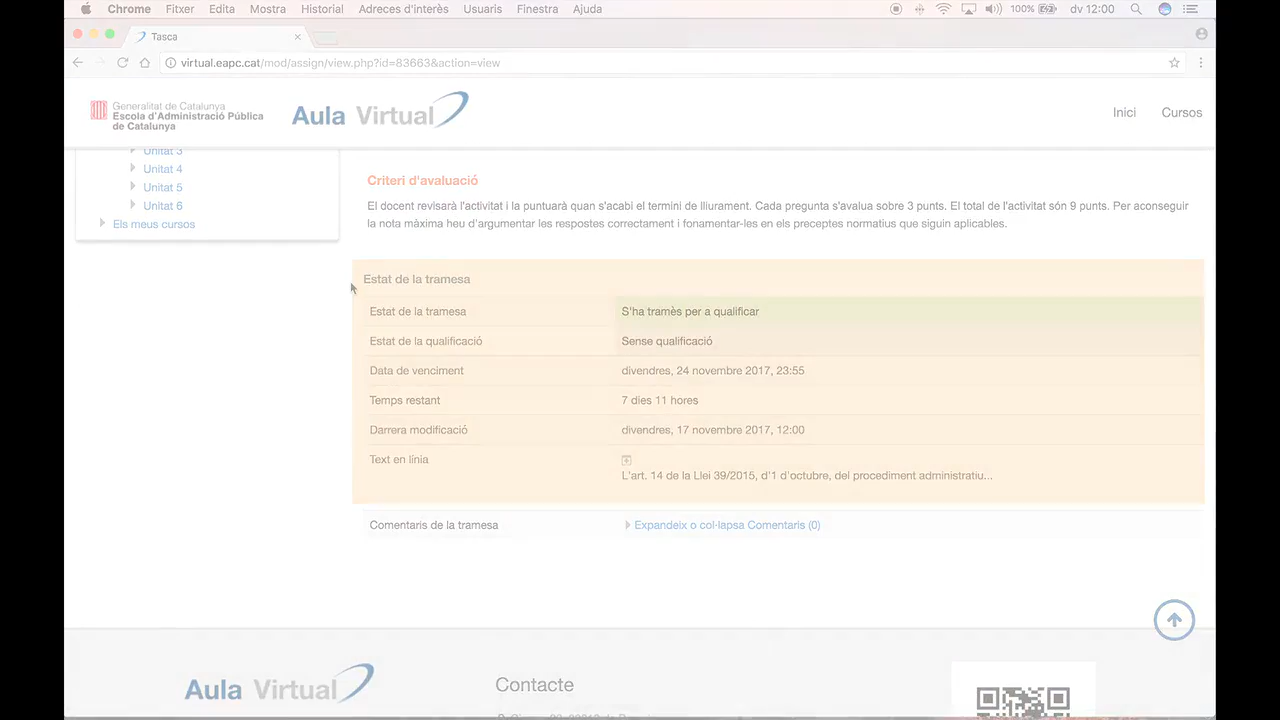 Chrome Fitxer Edita Mostra Historial Adreces d'interès Usuaris Finestra Ajuda 100% dv 12:00
Tasca
virtual.eapc.cat/mod/assign/view.php?id=83663&action=view
Generalitat de Catalunya
Escola d'Administració Pública
de Catalunya
Aula Virtual
Inici Cursos
Unitat 3
Unitat 4
Unitat 5
Unitat 6
Els meus cursos
Criteri d'avaluació
El docent revisarà l'activitat i la puntuarà quan s'acabi el termini de lliurament. Cada pregunta s'avalua sobre 3 punts. El total de l'activitat són 9 punts. Per aconseguir
la nota màxima heu d'argumentar les respostes correctament i fonamentar-les en els preceptes normatius que siguin aplicables.
Estat de la tramesa
Estat de la tramesa S'ha tramès per a qualificar
Estat de la qualificació Sense qualificació
Data de venciment divendres, 24 novembre 2017, 23:55
Temps restant 7 dies 11 hores
Darrera modificació divendres, 17 novembre 2017, 12:00
Text en línia
L'art. 14 de la Llei 39/2015, d'1 d'octubre, del procediment administratiu...
Comentaris de la tramesa Expandeix o col·lapsa Comentaris (0)
Aula Virtual
Contacte